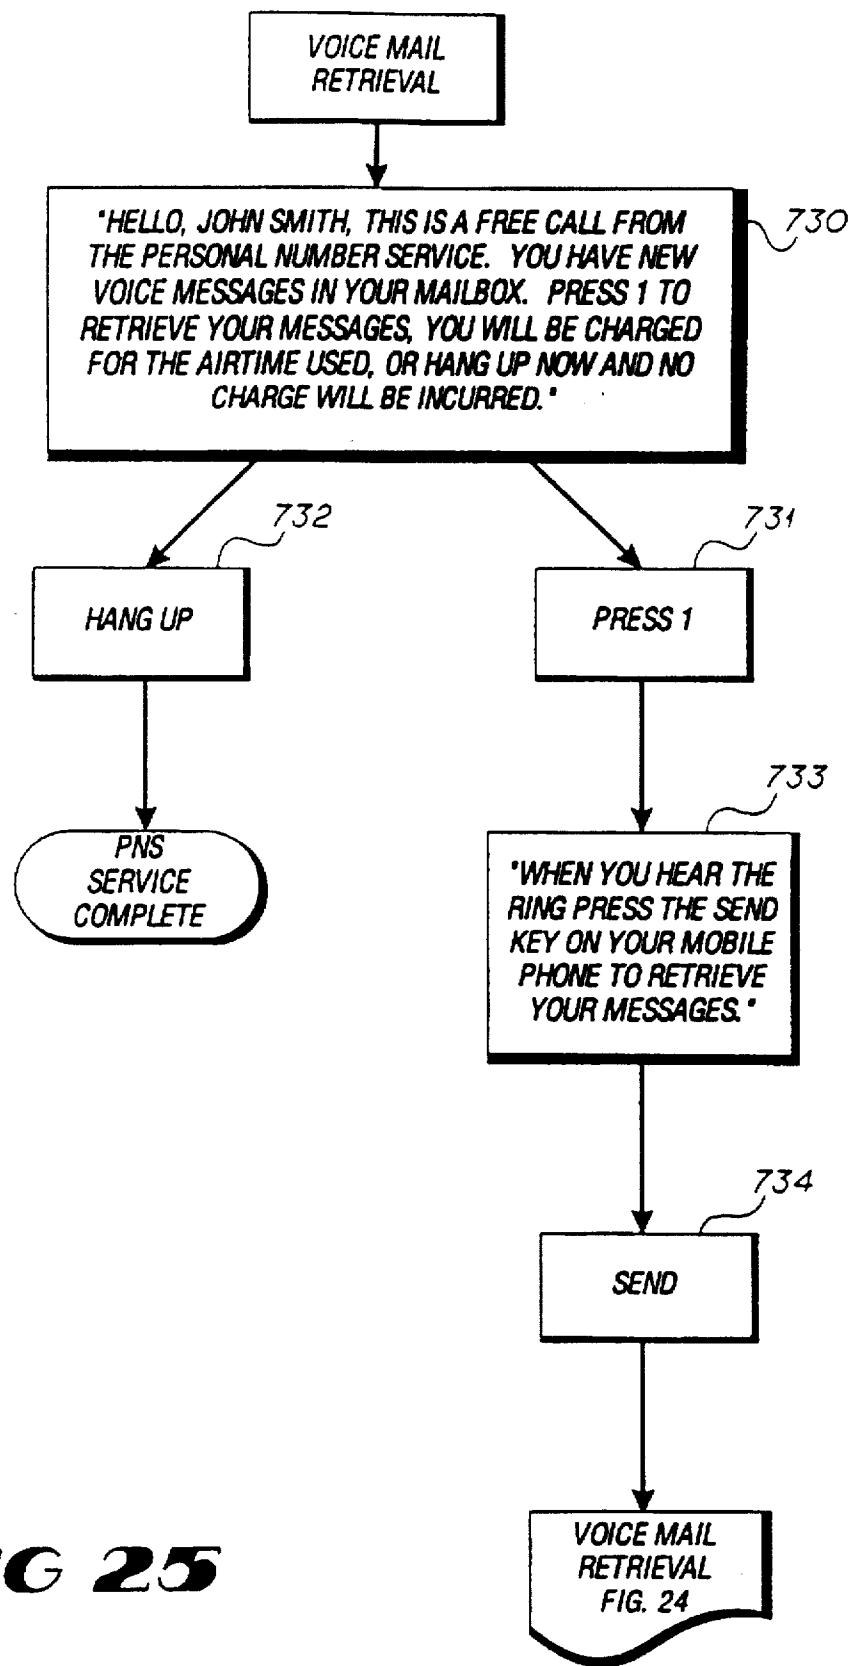 VOICE MAIL
RETRIEVAL
"HELLO, JOHN SMITH, THIS IS A FREE CALL FROM
THE PERSONAL NUMBER SERVICE. YOU HAVE NEW
VOICE MESSAGES IN YOUR MAILBOX. PRESS 1 TO
RETRIEVE YOUR MESSAGES, YOU WILL BE CHARGED
FOR THE AIRTIME USED, OR HANG UP NOW AND NO
CHARGE WILL BE INCURRED."
730
732
HANG UP
731
PRESS 1
PNS
SERVICE
COMPLETE
733
"WHEN YOU HEAR THE
RING PRESS THE SEND
KEY ON YOUR MOBILE
PHONE TO RETRIEVE
YOUR MESSAGES."
734
SEND
VOICE MAIL
RETRIEVAL
FIG. 24
G 25